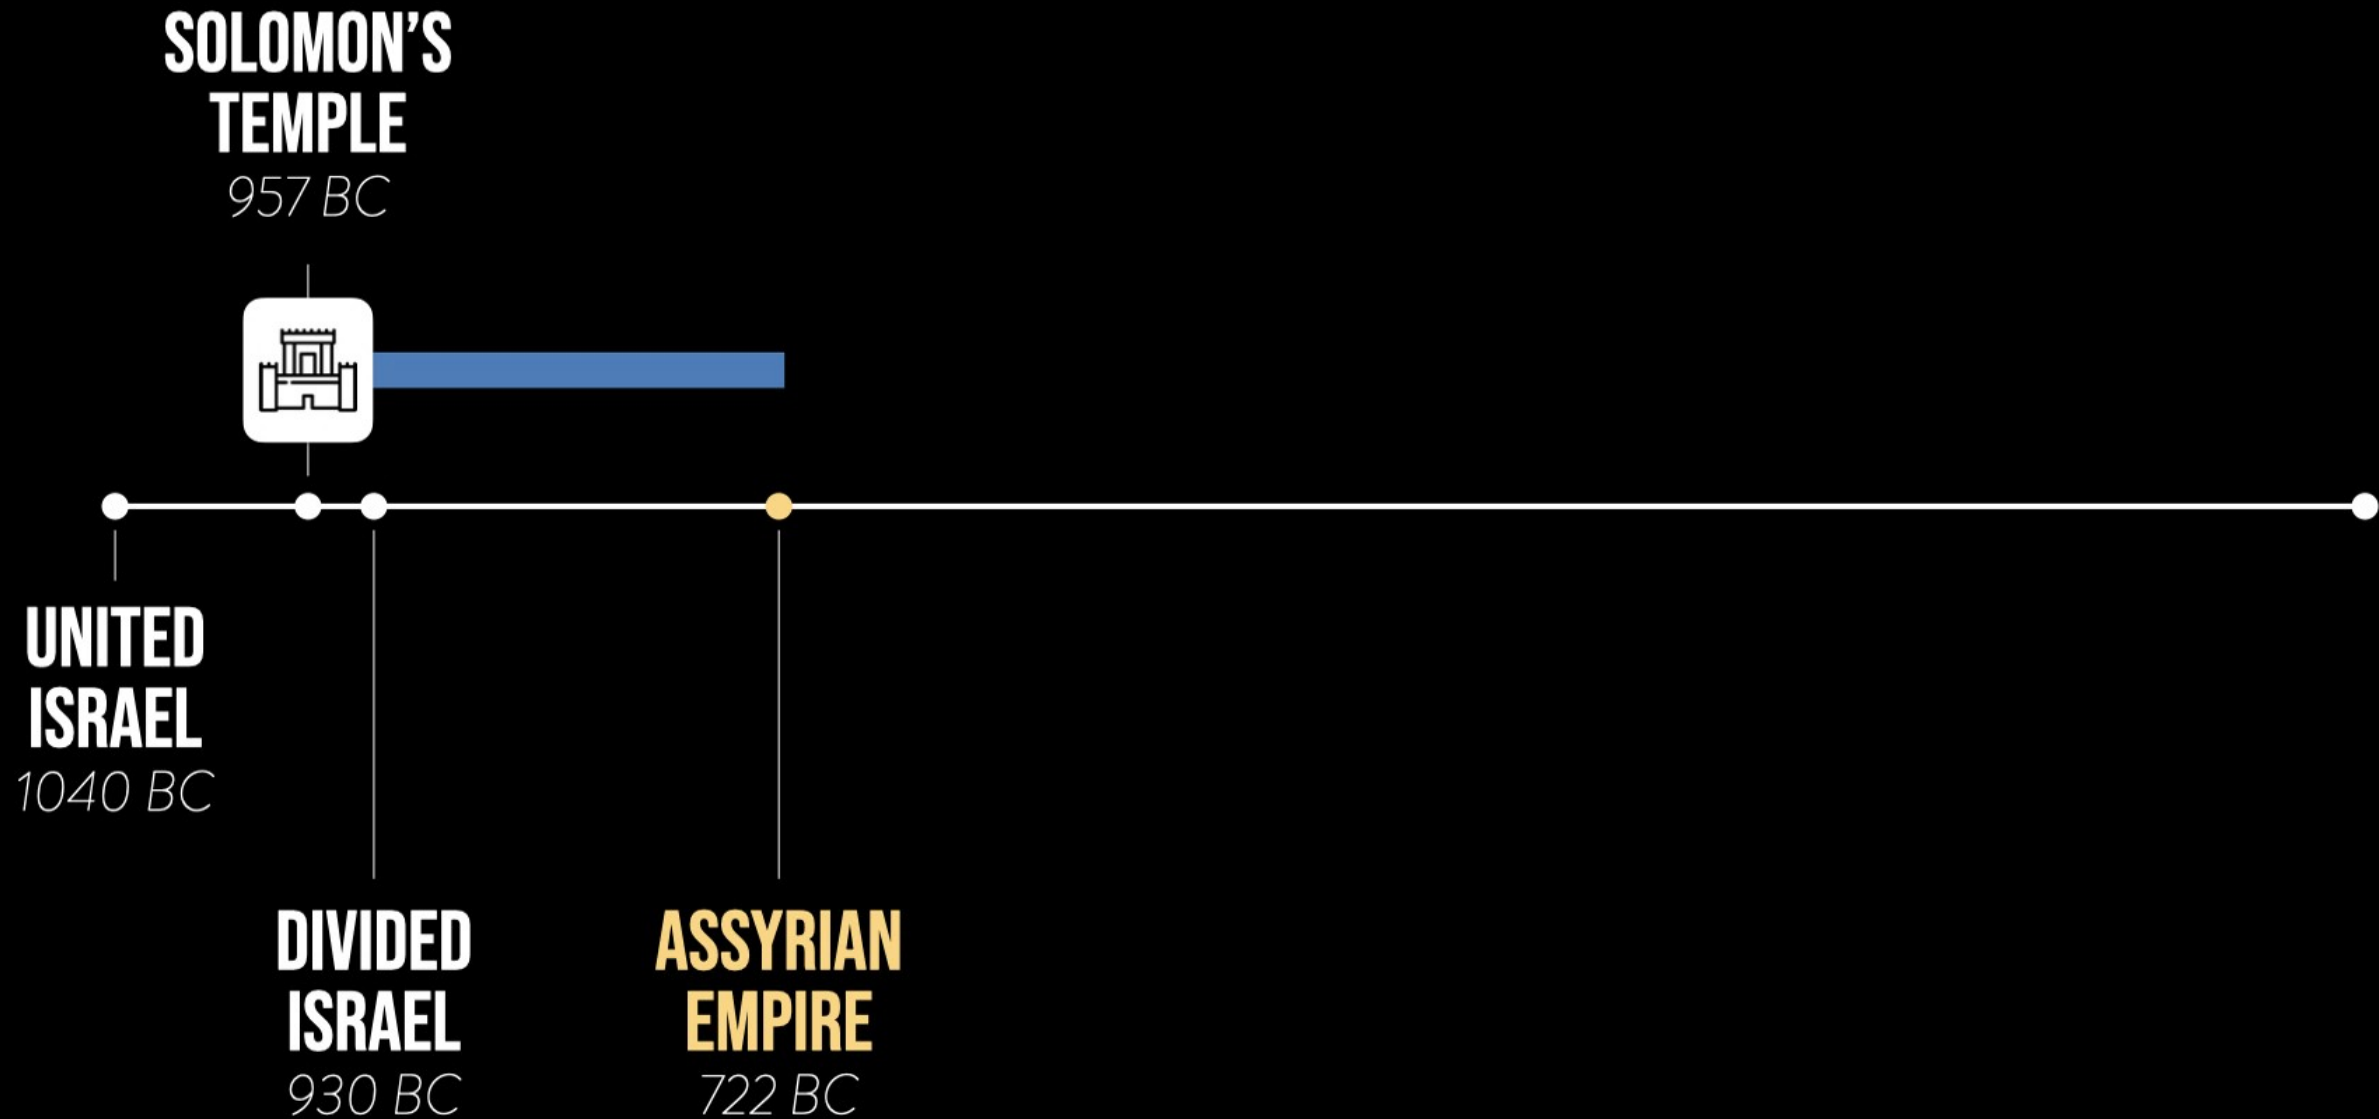 SOLOMON’S
TEMPLE
957 BC
UNITED
ISRAEL
1040 BC
DIVIDED
ISRAEL
930 BC
ASSYRIAN
EMPIRE
722 BC